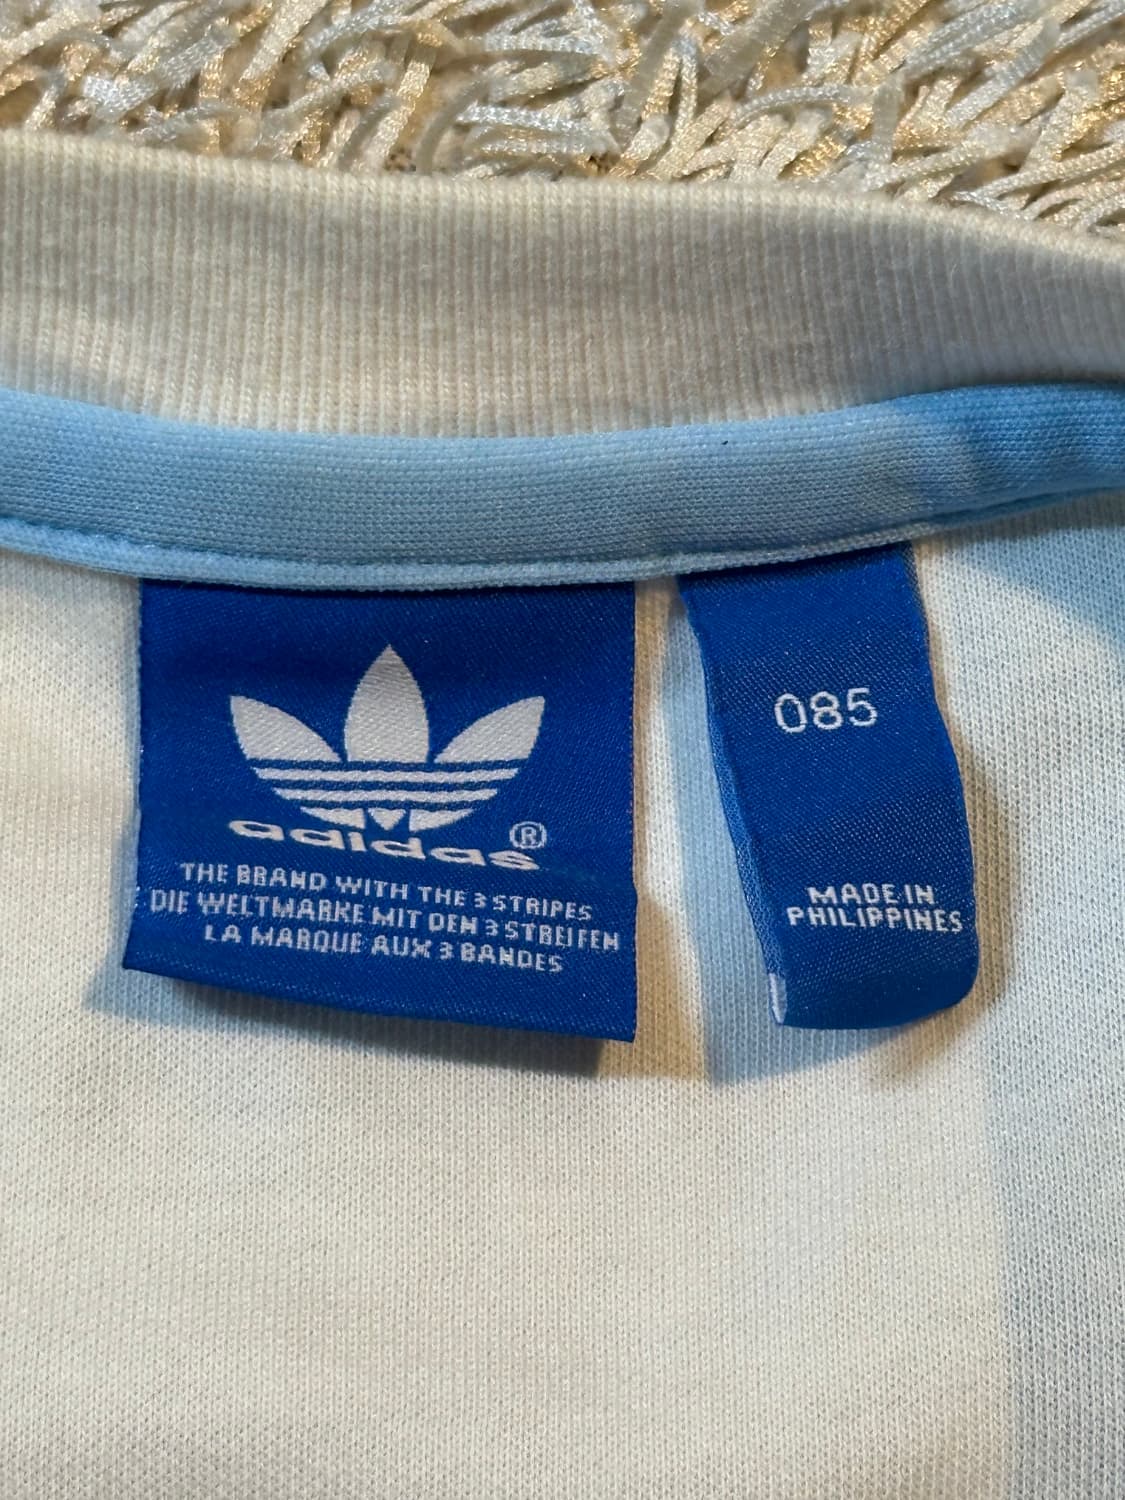 adidas®
THE BRAND WITH THE 3 STRIPES
DIE WELTMARKE MIT DEN 3 STREIFEN
LA MARQUE AUX 3 BANDES
085
MADE IN
PHILIPPINES